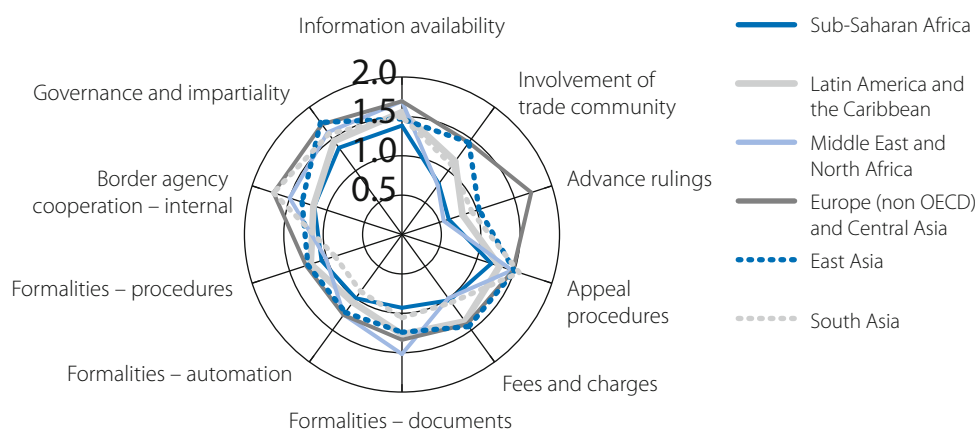 Information availability
Involvement of
trade community
Advance rulings
Appeal
procedures
Fees and charges
Formalities – documents
Formalities – automation
Formalities – procedures
Border agency
cooperation – internal
Governance and impartiality
2.0
1.5
1.0
0.5
Sub-Saharan Africa
Latin America and
the Caribbean
Middle East and
North Africa
Europe (non OECD)
and Central Asia
East Asia
South Asia